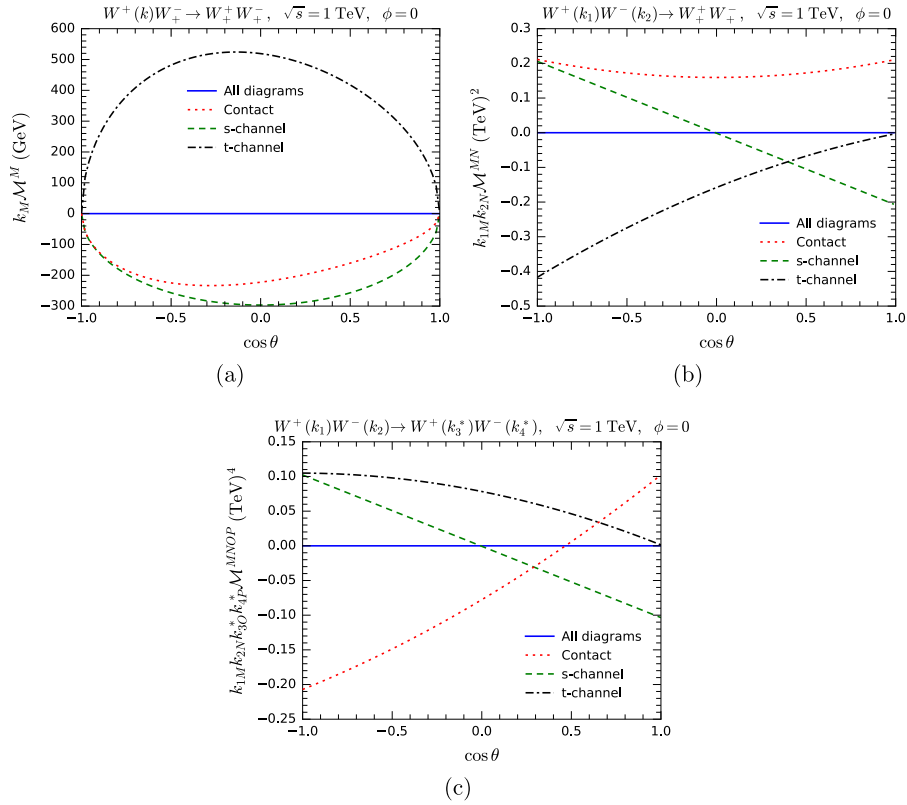 W⁺(k)W₊⁻→W₊⁺W₊⁻, √s=1 TeV, ϕ=0
k_M ℳ^M (GeV)
600
500
400
300
200
100
0
−100
−200
−300
All diagrams
Contact
s-channel
t-channel
−1.0 −0.5 0.0 0.5 1.0
cos θ
(a)
W⁺(k₁)W⁻(k₂)→W₊⁺W₊⁻, √s=1 TeV, ϕ=0
k_{1M}k_{2N}ℳ^{MN} (TeV)²
0.4
0.3
0.2
0.1
0.0
−0.1
−0.2
−0.3
−0.4
−0.5
All diagrams
Contact
s-channel
t-channel
−1.0 −0.5 0.0 0.5 1.0
cos θ
(b)
W⁺(k₁)W⁻(k₂)→W⁺(k₃*)W⁻(k₄*), √s=1 TeV, ϕ=0
k_{1M}k_{2N}k*_{3O}k*_{4P}ℳ^{MNOP} (TeV)⁴
0.15
0.10
0.05
0.00
−0.05
−0.10
−0.15
−0.20
−0.25
All diagrams
Contact
s-channel
t-channel
−1.0 −0.5 0.0 0.5 1.0
cos θ
(c)